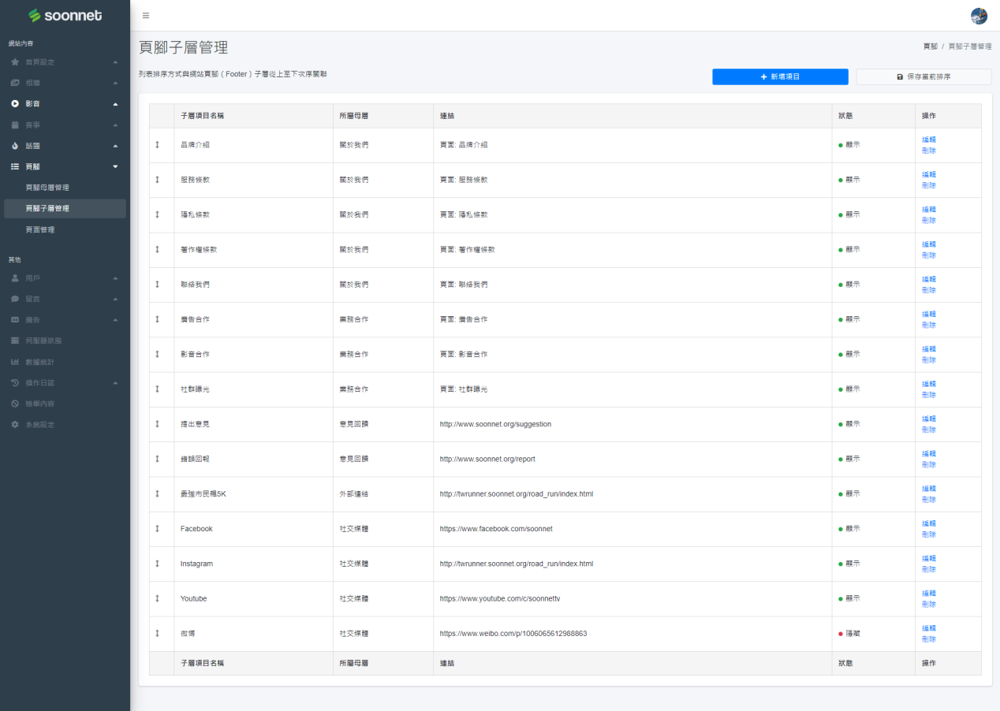 soonnet
網站內容
首頁設定
相簿
影音
賽事
話題
頁腳
頁腳母層管理
頁腳子層管理
頁面管理
其他
用戶
留言
廣告
伺服器狀態
數據統計
操作日誌
檢舉內容
系統設定
頁腳子層管理
頁腳 / 頁腳子層管理
列表排序方式與網站頁腳 ( Footer ) 子層從上至下次序關聯
新增項目
保存當前排序
子層項目名稱 所屬母層 連結 狀態 操作
品牌介紹 關於我們 頁面: 品牌介紹 顯示 編輯
刪除
服務條款 關於我們 頁面: 服務條款 顯示 編輯
刪除
隱私條款 關於我們 頁面: 隱私條款 顯示 編輯
刪除
著作權條款 關於我們 頁面: 著作權條款 顯示 編輯
刪除
聯絡我們 關於我們 頁面: 聯絡我們 顯示 編輯
刪除
廣告合作 業務合作 頁面: 廣告合作 顯示 編輯
刪除
影音合作 業務合作 頁面: 影音合作 顯示 編輯
刪除
社群曝光 業務合作 頁面: 社群曝光 顯示 編輯
刪除
提出意見 意見回饋 http://www.soonnet.org/suggestion 顯示 編輯
刪除
錯誤回報 意見回饋 http://www.soonnet.org/report 顯示 編輯
刪除
最強市民飆5K 外部連結 http://twrunner.soonnet.org/road_run/index.html 顯示 編輯
刪除
Facebook 社交媒體 https://www.facebook.com/soonnet 顯示 編輯
刪除
Instagram 社交媒體 http://twrunner.soonnet.org/road_run/index.html 顯示 編輯
刪除
Youtube 社交媒體 https://www.youtube.com/c/soonnettv 顯示 編輯
刪除
微博 社交媒體 https://www.weibo.com/p/1006065612988863 隱藏 編輯
刪除
子層項目名稱 所屬母層 連結 狀態 操作